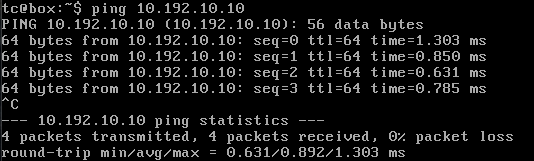 tc@box:~$ ping 10.192.10.10
PING 10.192.10.10 (10.192.10.10): 56 data bytes
64 bytes from 10.192.10.10: seq=0 ttl=64 time=1.303 ms
64 bytes from 10.192.10.10: seq=1 ttl=64 time=0.850 ms
64 bytes from 10.192.10.10: seq=2 ttl=64 time=0.631 ms
64 bytes from 10.192.10.10: seq=3 ttl=64 time=0.785 ms
^C
--- 10.192.10.10 ping statistics ---
4 packets transmitted, 4 packets received, 0% packet loss
round-trip min/avg/max = 0.631/0.892/1.303 ms